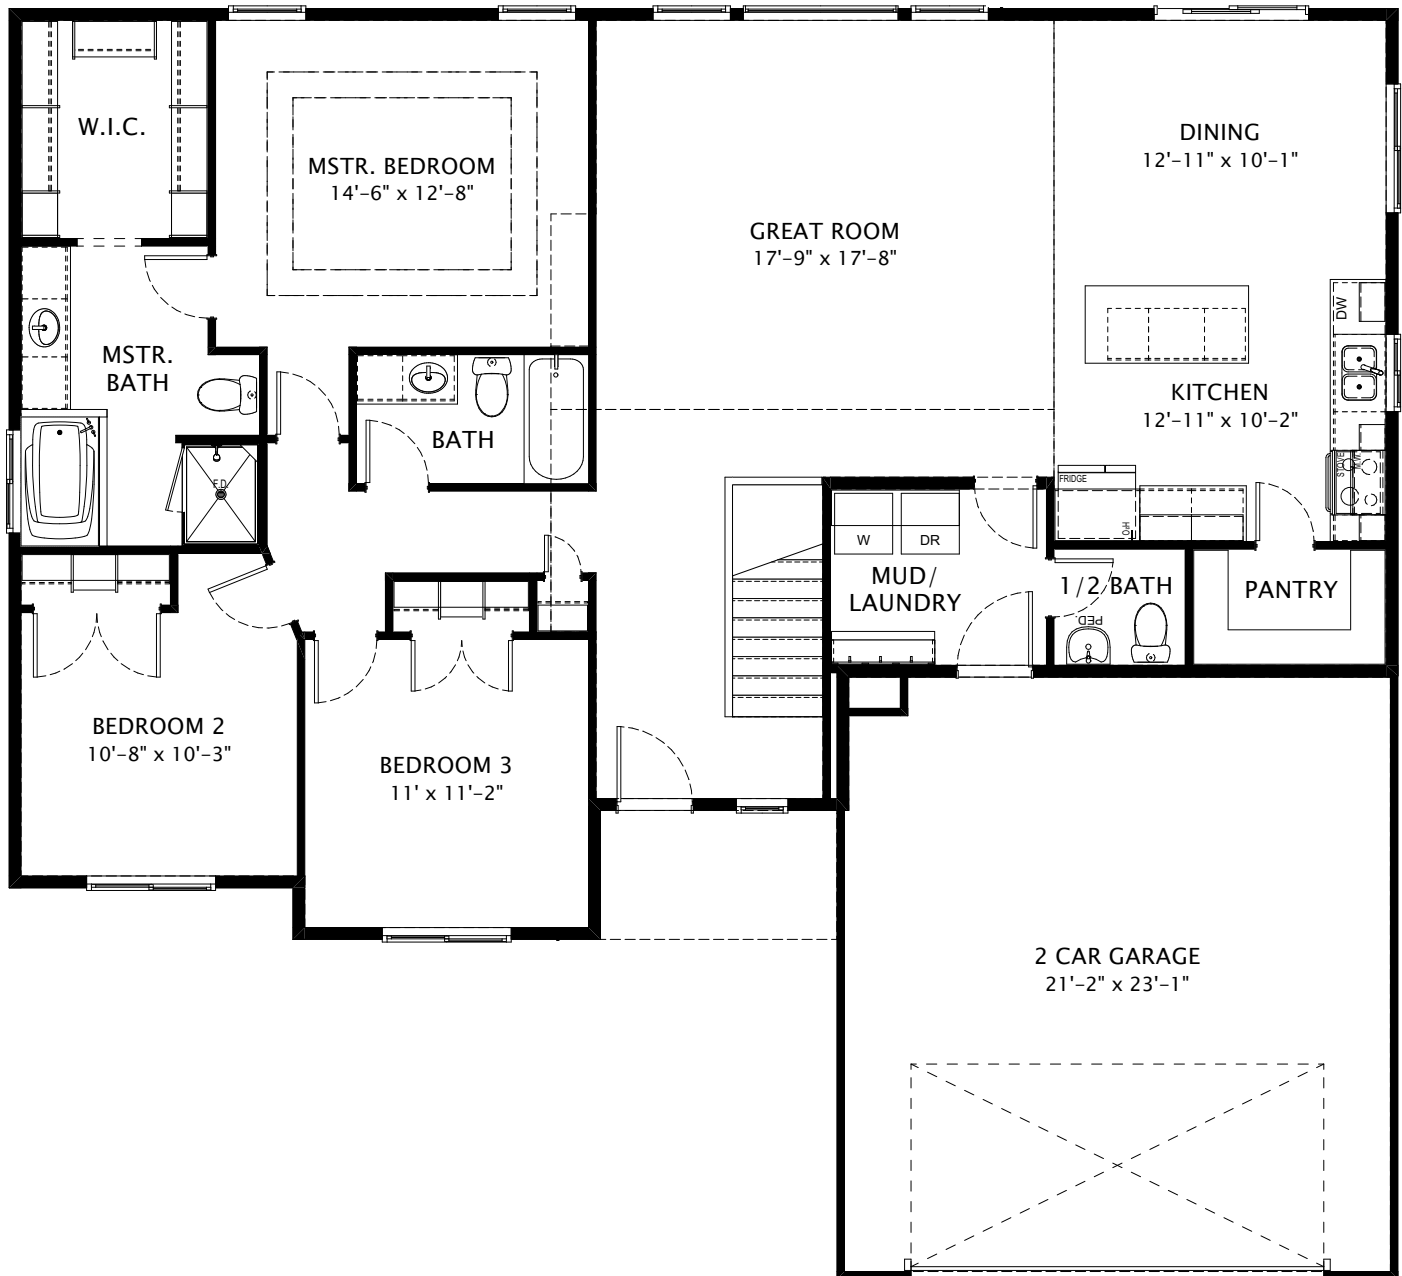 W.I.C.
MSTR. BEDROOM
14'-6" x 12'-8"
DINING
12'-11" x 10'-1"
GREAT ROOM
17'-9" x 17'-8"
DW
MSTR.
BATH
KITCHEN
12'-11" x 10'-2"
BATH
F.D.
STOVE
M.W.
FRIDGE
H²O
W
DR
MUD/
LAUNDRY
1/2 BATH
PED
PANTRY
BEDROOM 2
10'-8" x 10'-3"
BEDROOM 3
11' x 11'-2"
2 CAR GARAGE
21'-2" x 23'-1"